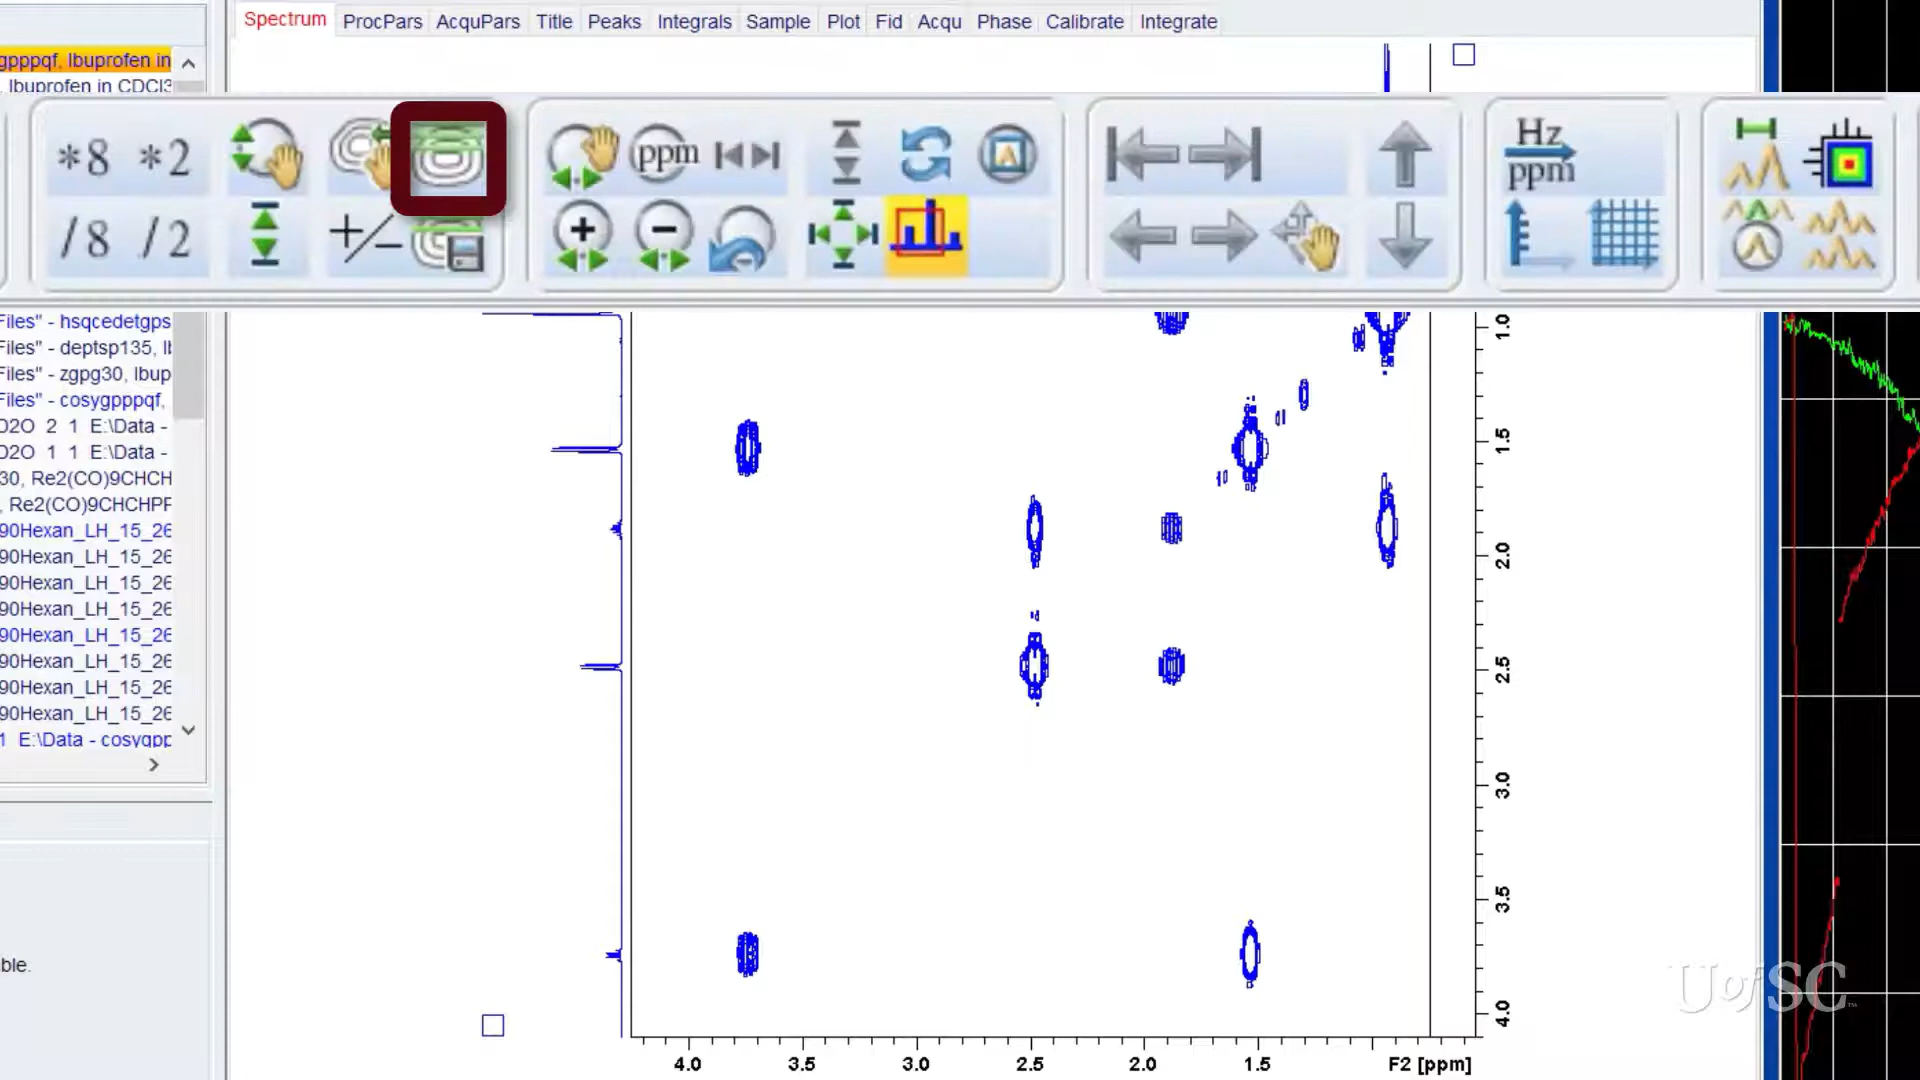 Spectrum ProcPars AcquPars Title Peaks Integrals Sample Plot Fid Acqu Phase Calibrate Integrate
gpppqf, Ibuprofen in
, Ibuprofen in CDCl3
*8 *2
/8 /2
+/-
ppm
Hz
ppm
Files" - hsqcedetgps
Files" - deptsp135, I
Files" - zgpg30, Ibup
Files" - cosygpppqf,
D2O 2 1 E:\Data -
D2O 1 1 E:\Data -
30, Re2(CO)9CHCH
, Re2(CO)9CHCHPF
90Hexan_LH_15_26
90Hexan_LH_15_26
90Hexan_LH_15_26
90Hexan_LH_15_26
90Hexan_LH_15_26
90Hexan_LH_15_26
90Hexan_LH_15_26
90Hexan_LH_15_26
1 E:\Data - cosygpp
ble.
1.0
1.5
2.0
2.5
3.0
3.5
4.0
4.0 3.5 3.0 2.5 2.0 1.5 F2 [ppm]
UofSC™